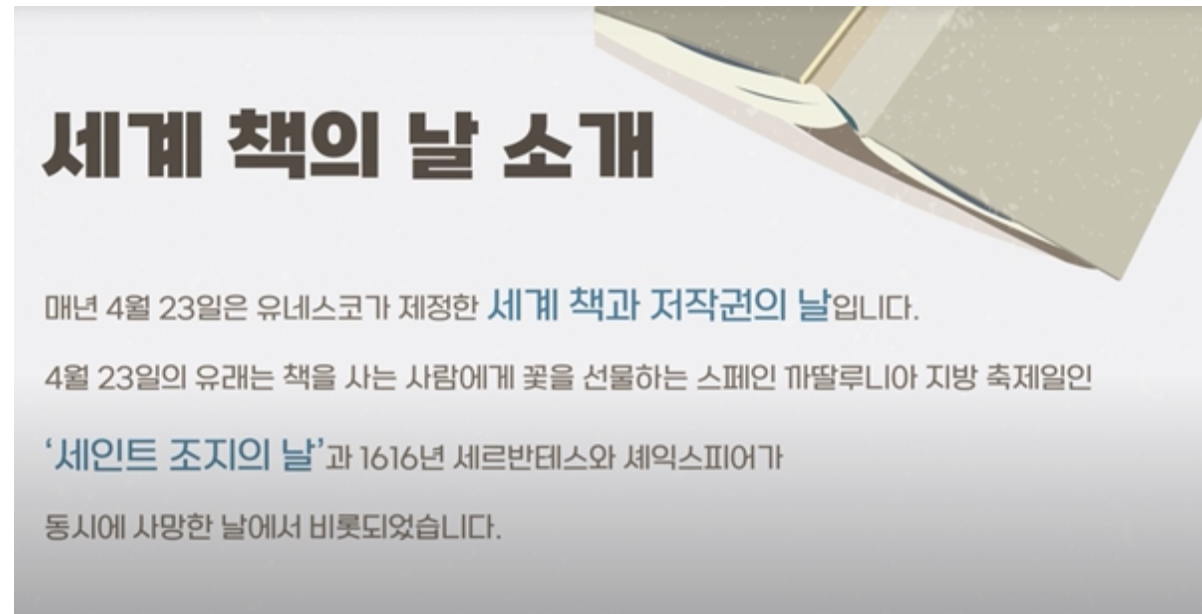 세계 책의 날 소개
매년 4월 23일은 유네스코가 제정한 세계 책과 저작권의 날입니다.
4월 23일의 유래는 책을 사는 사람에게 꽃을 선물하는 스페인 까딸루니아 지방 축제일인
‘세인트 조지의 날’과 1616년 세르반테스와 셰익스피어가
동시에 사망한 날에서 비롯되었습니다.